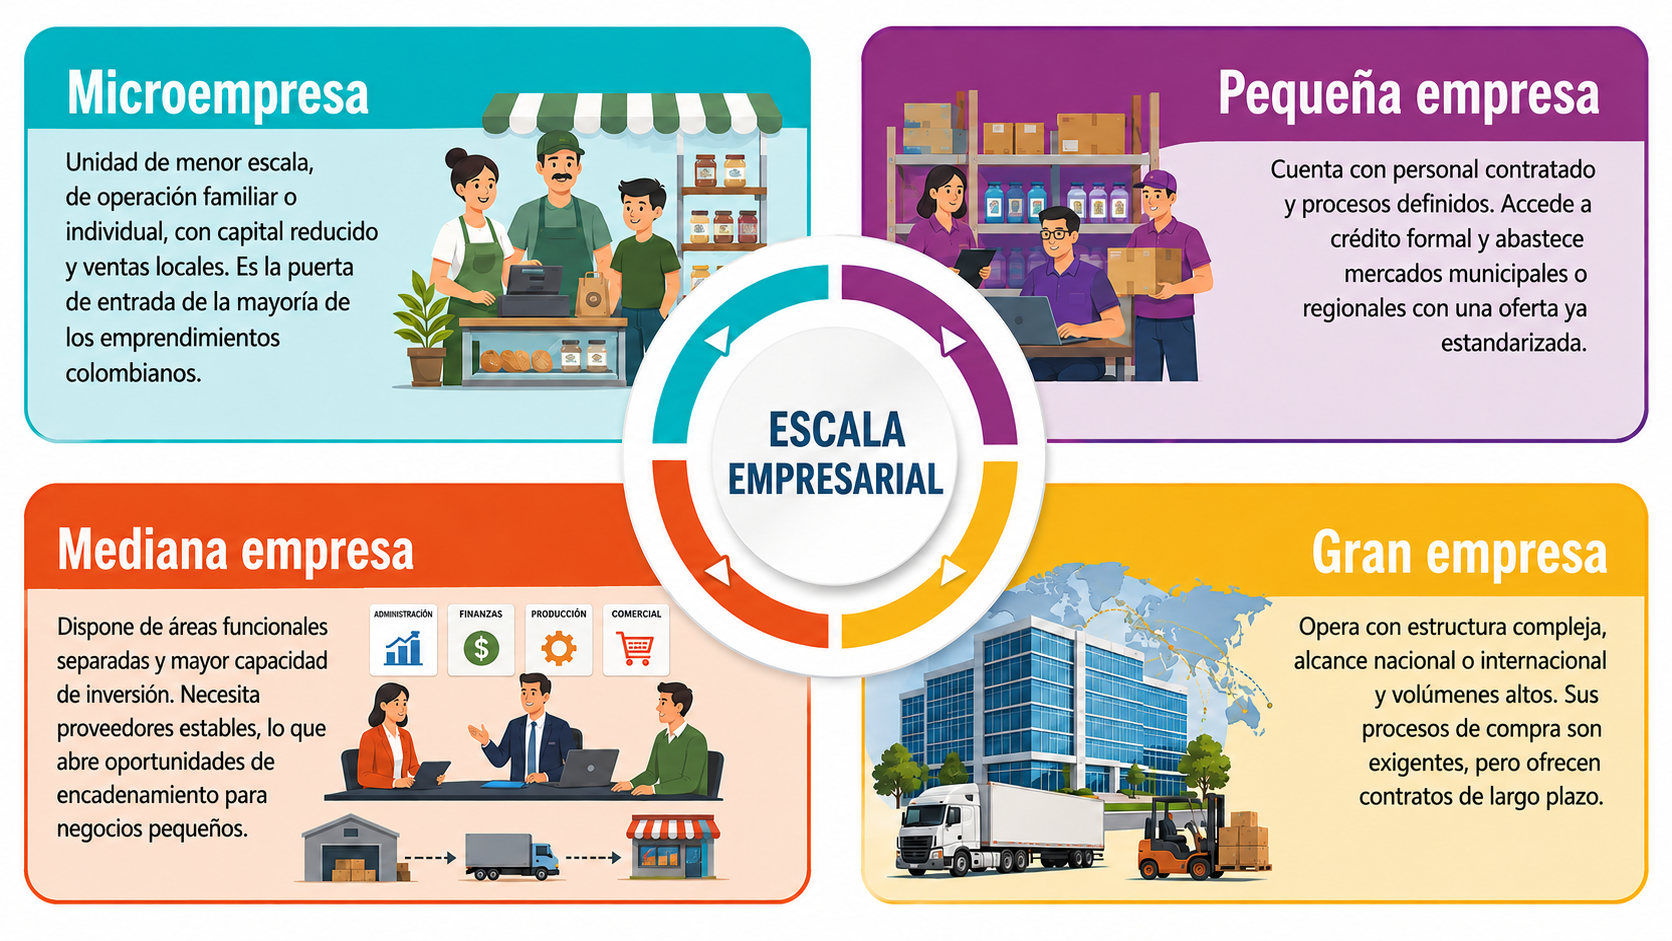 Microempresa
Unidad de menor escala,
de operación familiar o
individual, con capital reducido
y ventas locales. Es la puerta
de entrada de la mayoría de
los emprendimientos
colombianos.
Pequeña empresa
Cuenta con personal contratado
y procesos definidos. Accede a
crédito formal y abastece
mercados municipales o
regionales con una oferta ya
estandarizada.
ESCALA
EMPRESARIAL
Mediana empresa
Dispone de áreas funcionales
separadas y mayor capacidad
de inversión. Necesita
proveedores estables, lo que
abre oportunidades de
encadenamiento para
negocios pequeños.
ADMINISTRACIÓN
FINANZAS
$
PRODUCCIÓN
COMERCIAL
Gran empresa
Opera con estructura compleja,
alcance nacional o internacional
y volúmenes altos. Sus
procesos de compra son
exigentes, pero ofrecen
contratos de largo plazo.